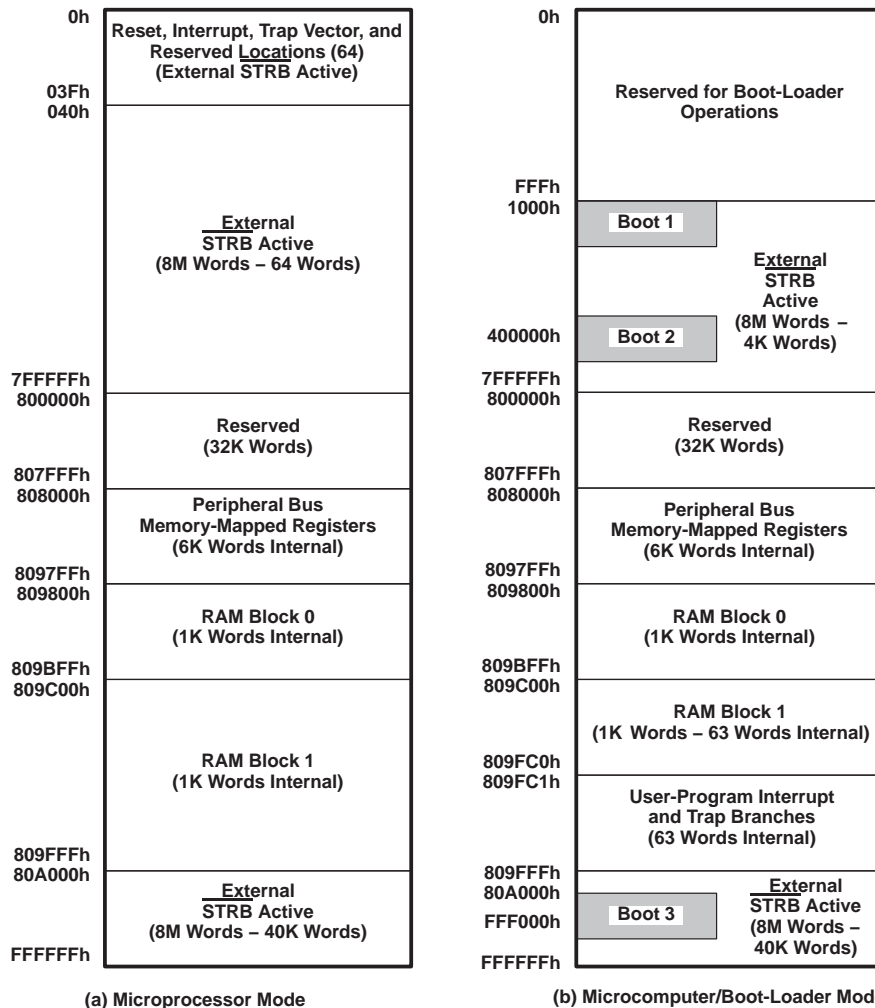 0h
Reset, Interrupt, Trap Vector, and
Reserved Locations (64)
(External STRB Active)
03Fh
040h
External
STRB Active
(8M Words – 64 Words)
7FFFFFh
800000h
Reserved
(32K Words)
807FFFh
808000h
Peripheral Bus
Memory-Mapped Registers
(6K Words Internal)
8097FFh
809800h
RAM Block 0
(1K Words Internal)
809BFFh
809C00h
RAM Block 1
(1K Words Internal)
809FFFh
80A000h
External
STRB Active
(8M Words – 40K Words)
FFFFFFh
(a) Microprocessor Mode
0h
Reserved for Boot-Loader
Operations
FFFh
1000h
Boot 1
External
STRB
Active
(8M Words –
4K Words)
400000h
Boot 2
7FFFFFh
800000h
Reserved
(32K Words)
807FFFh
808000h
Peripheral Bus
Memory-Mapped Registers
(6K Words Internal)
8097FFh
809800h
RAM Block 0
(1K Words Internal)
809BFFh
809C00h
RAM Block 1
(1K Words – 63 Words Internal)
809FC0h
809FC1h
User-Program Interrupt
and Trap Branches
(63 Words Internal)
809FFFh
80A000h
External
STRB Active
(8M Words –
40K Words)
Boot 3
FFF000h
FFFFFFh
(b) Microcomputer/Boot-Loader Mod